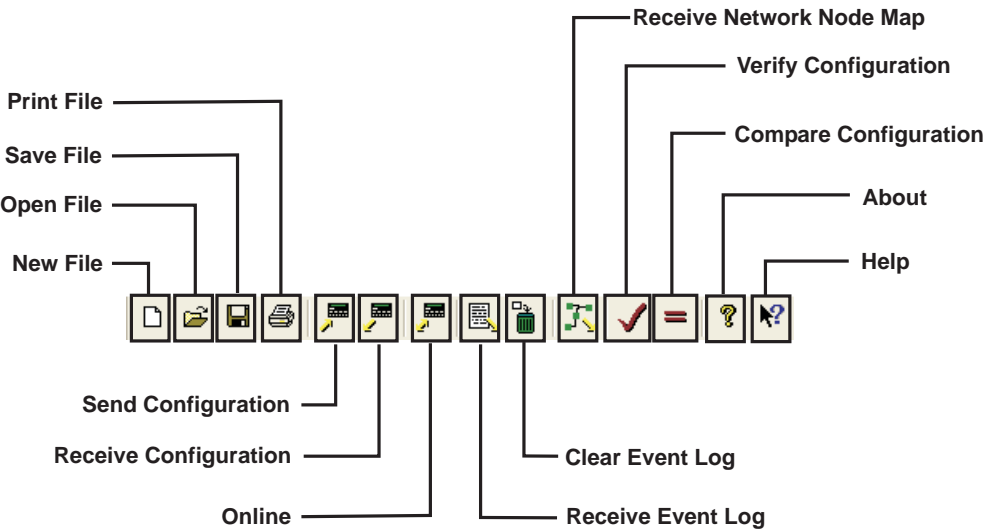 Receive Network Node Map
Verify Configuration
Print File
Compare Configuration
Save File
About
Open File
New File
Help
Send Configuration
Receive Configuration
Clear Event Log
Online
Receive Event Log